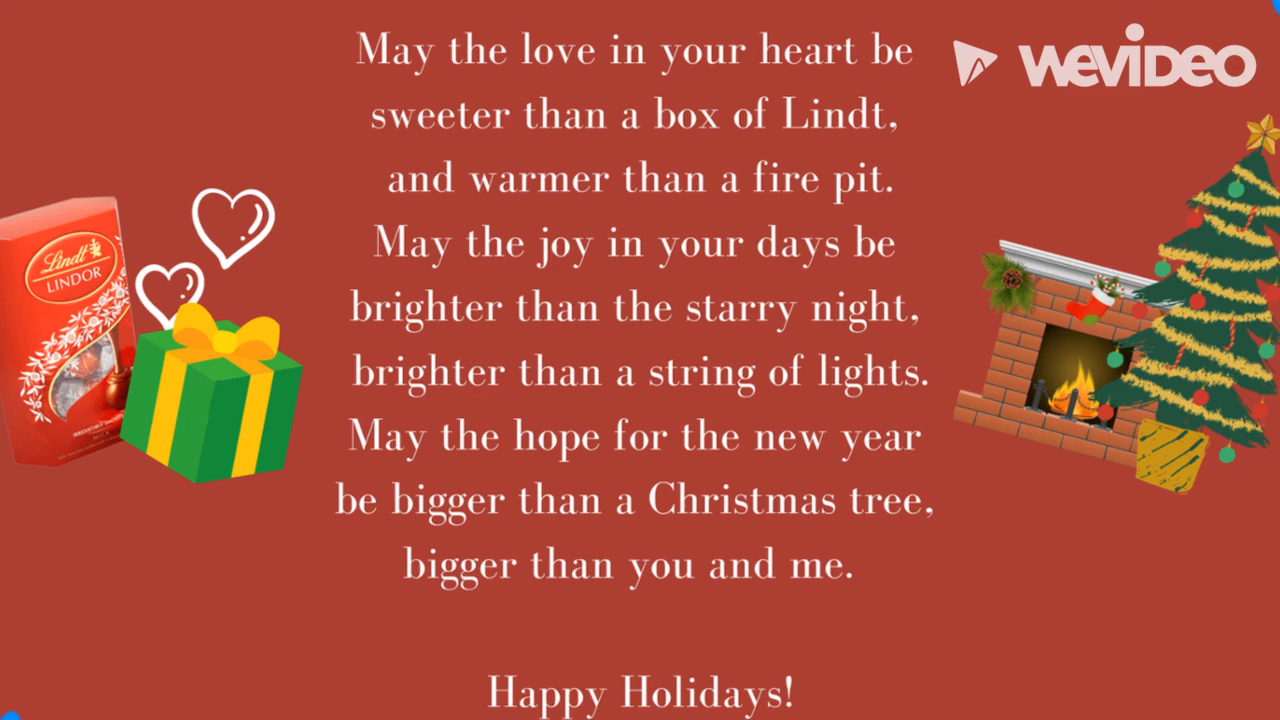 May the love in your heart be
sweeter than a box of Lindt,
and warmer than a fire pit.
May the joy in your days be
brighter than the starry night,
brighter than a string of lights.
May the hope for the new year
be bigger than a Christmas tree,
bigger than you and me.
Happy Holidays!
WEVIDEO
Lindt
LINDOR